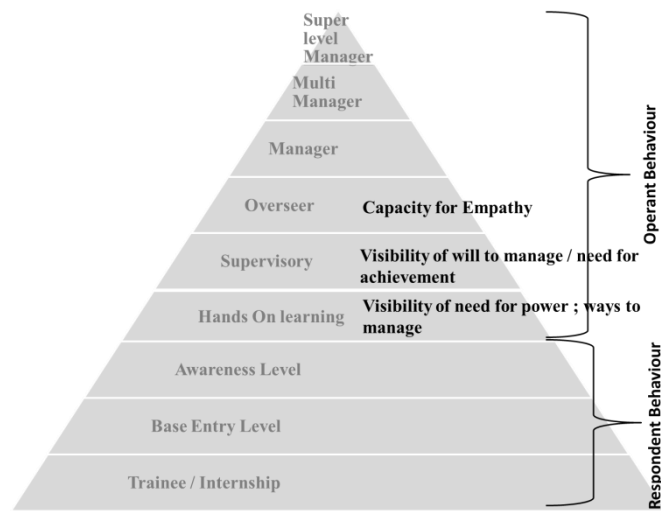 Super
level
Manager
Multi
Manager
Manager
Overseer
Capacity for Empathy
Supervisory
Visibility of will to manage / need for
achievement
Hands On learning
Visibility of need for power ; ways to
manage
Awareness Level
Base Entry Level
Trainee / Internship
Operant Behaviour
Respondent Behaviour